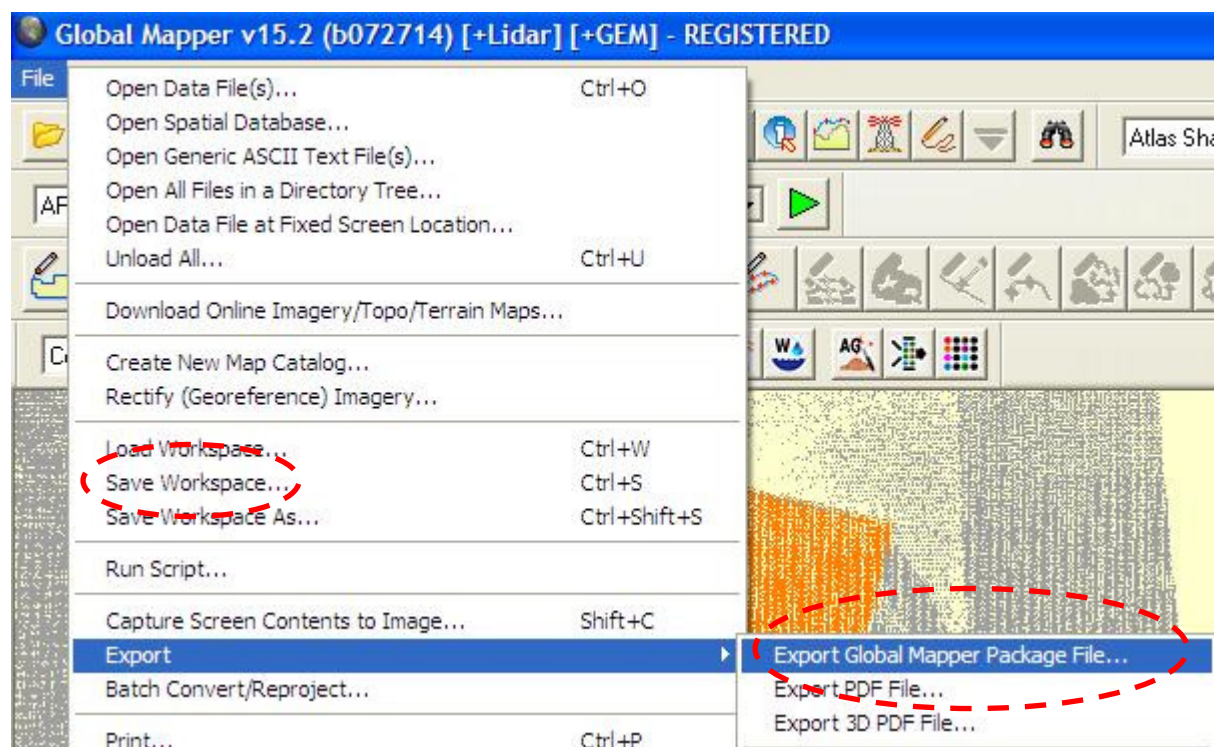 Global Mapper v15.2 (b072714) [+Lidar] [+GEM] - REGISTERED
File
Open Data File(s)... Ctrl+O
Open Spatial Database...
Open Generic ASCII Text File(s)...
Atlas Sha
Open All Files in a Directory Tree...
AF
Open Data File at Fixed Screen Location...
Unload All... Ctrl+U
Download Online Imagery/Topo/Terrain Maps...
Create New Map Catalog...
W
AG
Rectify (Georeference) Imagery...
Load Workspace... Ctrl+W
Save Workspace... Ctrl+S
Save Workspace As... Ctrl+Shift+S
Run Script...
Capture Screen Contents to Image... Shift+C
Export
Export Global Mapper Package File...
Batch Convert/Reproject...
Export PDF File...
Export 3D PDF File...
Print... Ctrl+P